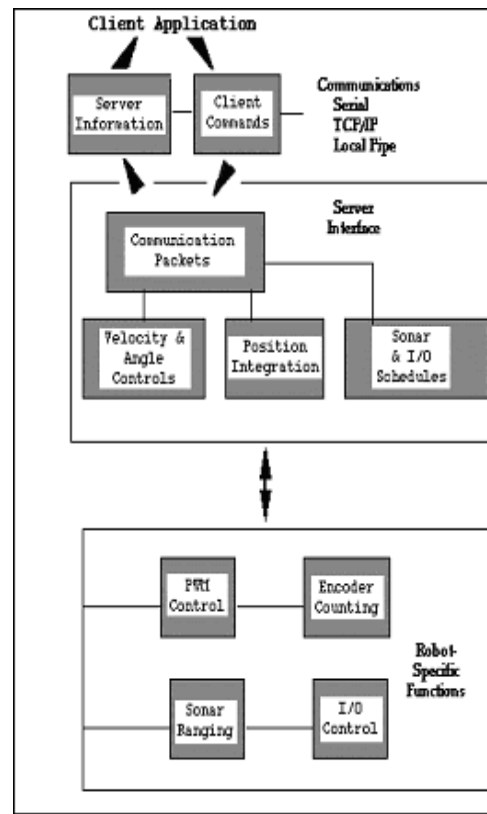 Client Application
Server
Information
Client
Commands
Communications
Serial
TCP/IP
Local Pipe
Server
Interface
Communication
Packets
Velocity &
Angle
Controls
Position
Integration
Sonar
& I/O
Schedules
PWM
Control
Encoder
Counting
Robot-
Specific
Functions
Sonar
Ranging
I/O
Control